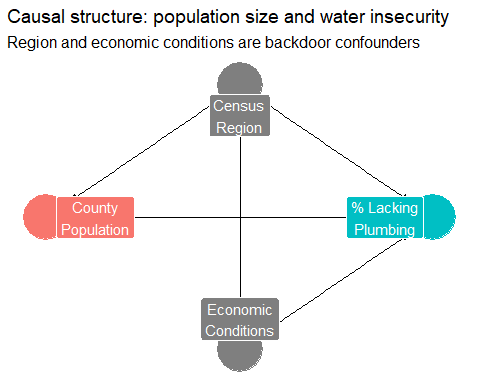 Causal structure: population size and water insecurity
Region and economic conditions are backdoor confounders
Census
Region
County
Population
% Lacking
Plumbing
Economic
Conditions